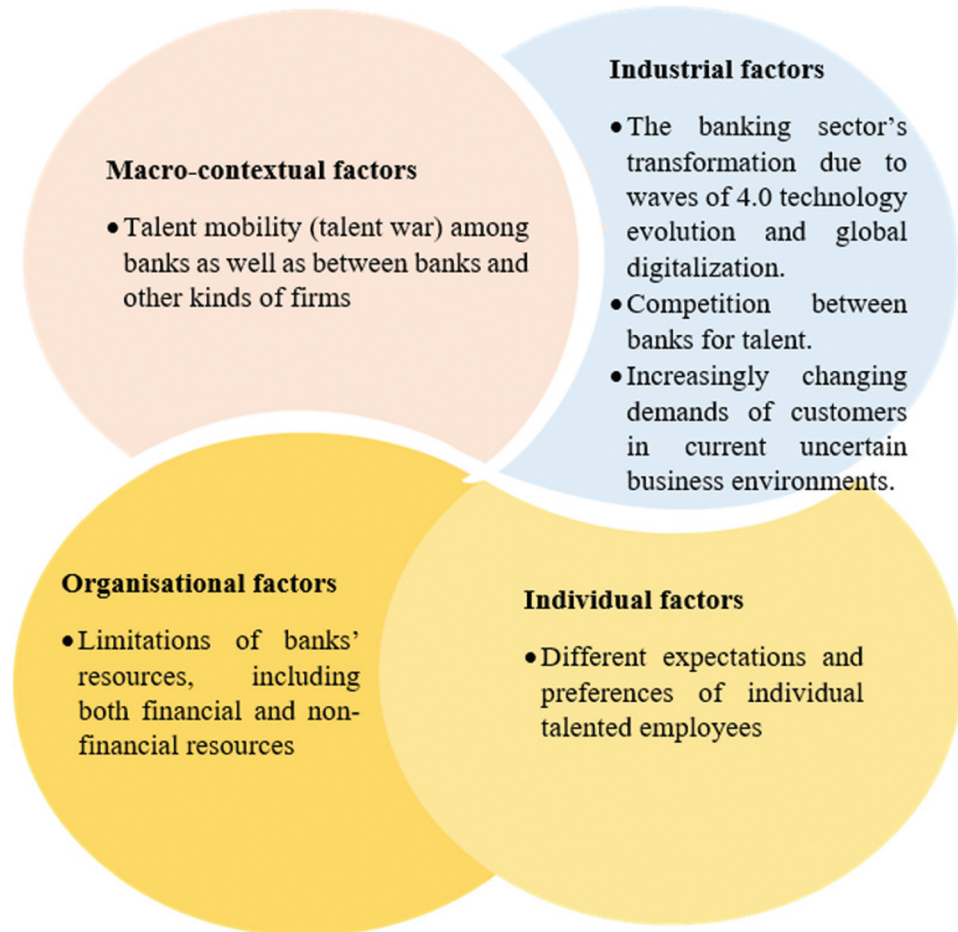 Macro-contextual factors
• Talent mobility (talent war) among
banks as well as between banks and
other kinds of firms
Industrial factors
• The banking sector’s
transformation due to
waves of 4.0 technology
evolution and global
digitalization.
• Competition between
banks for talent.
• Increasingly changing
demands of customers
in current uncertain
business environments.
Organisational factors
• Limitations of banks’
resources, including
both financial and non-
financial resources
Individual factors
• Different expectations and
preferences of individual
talented employees